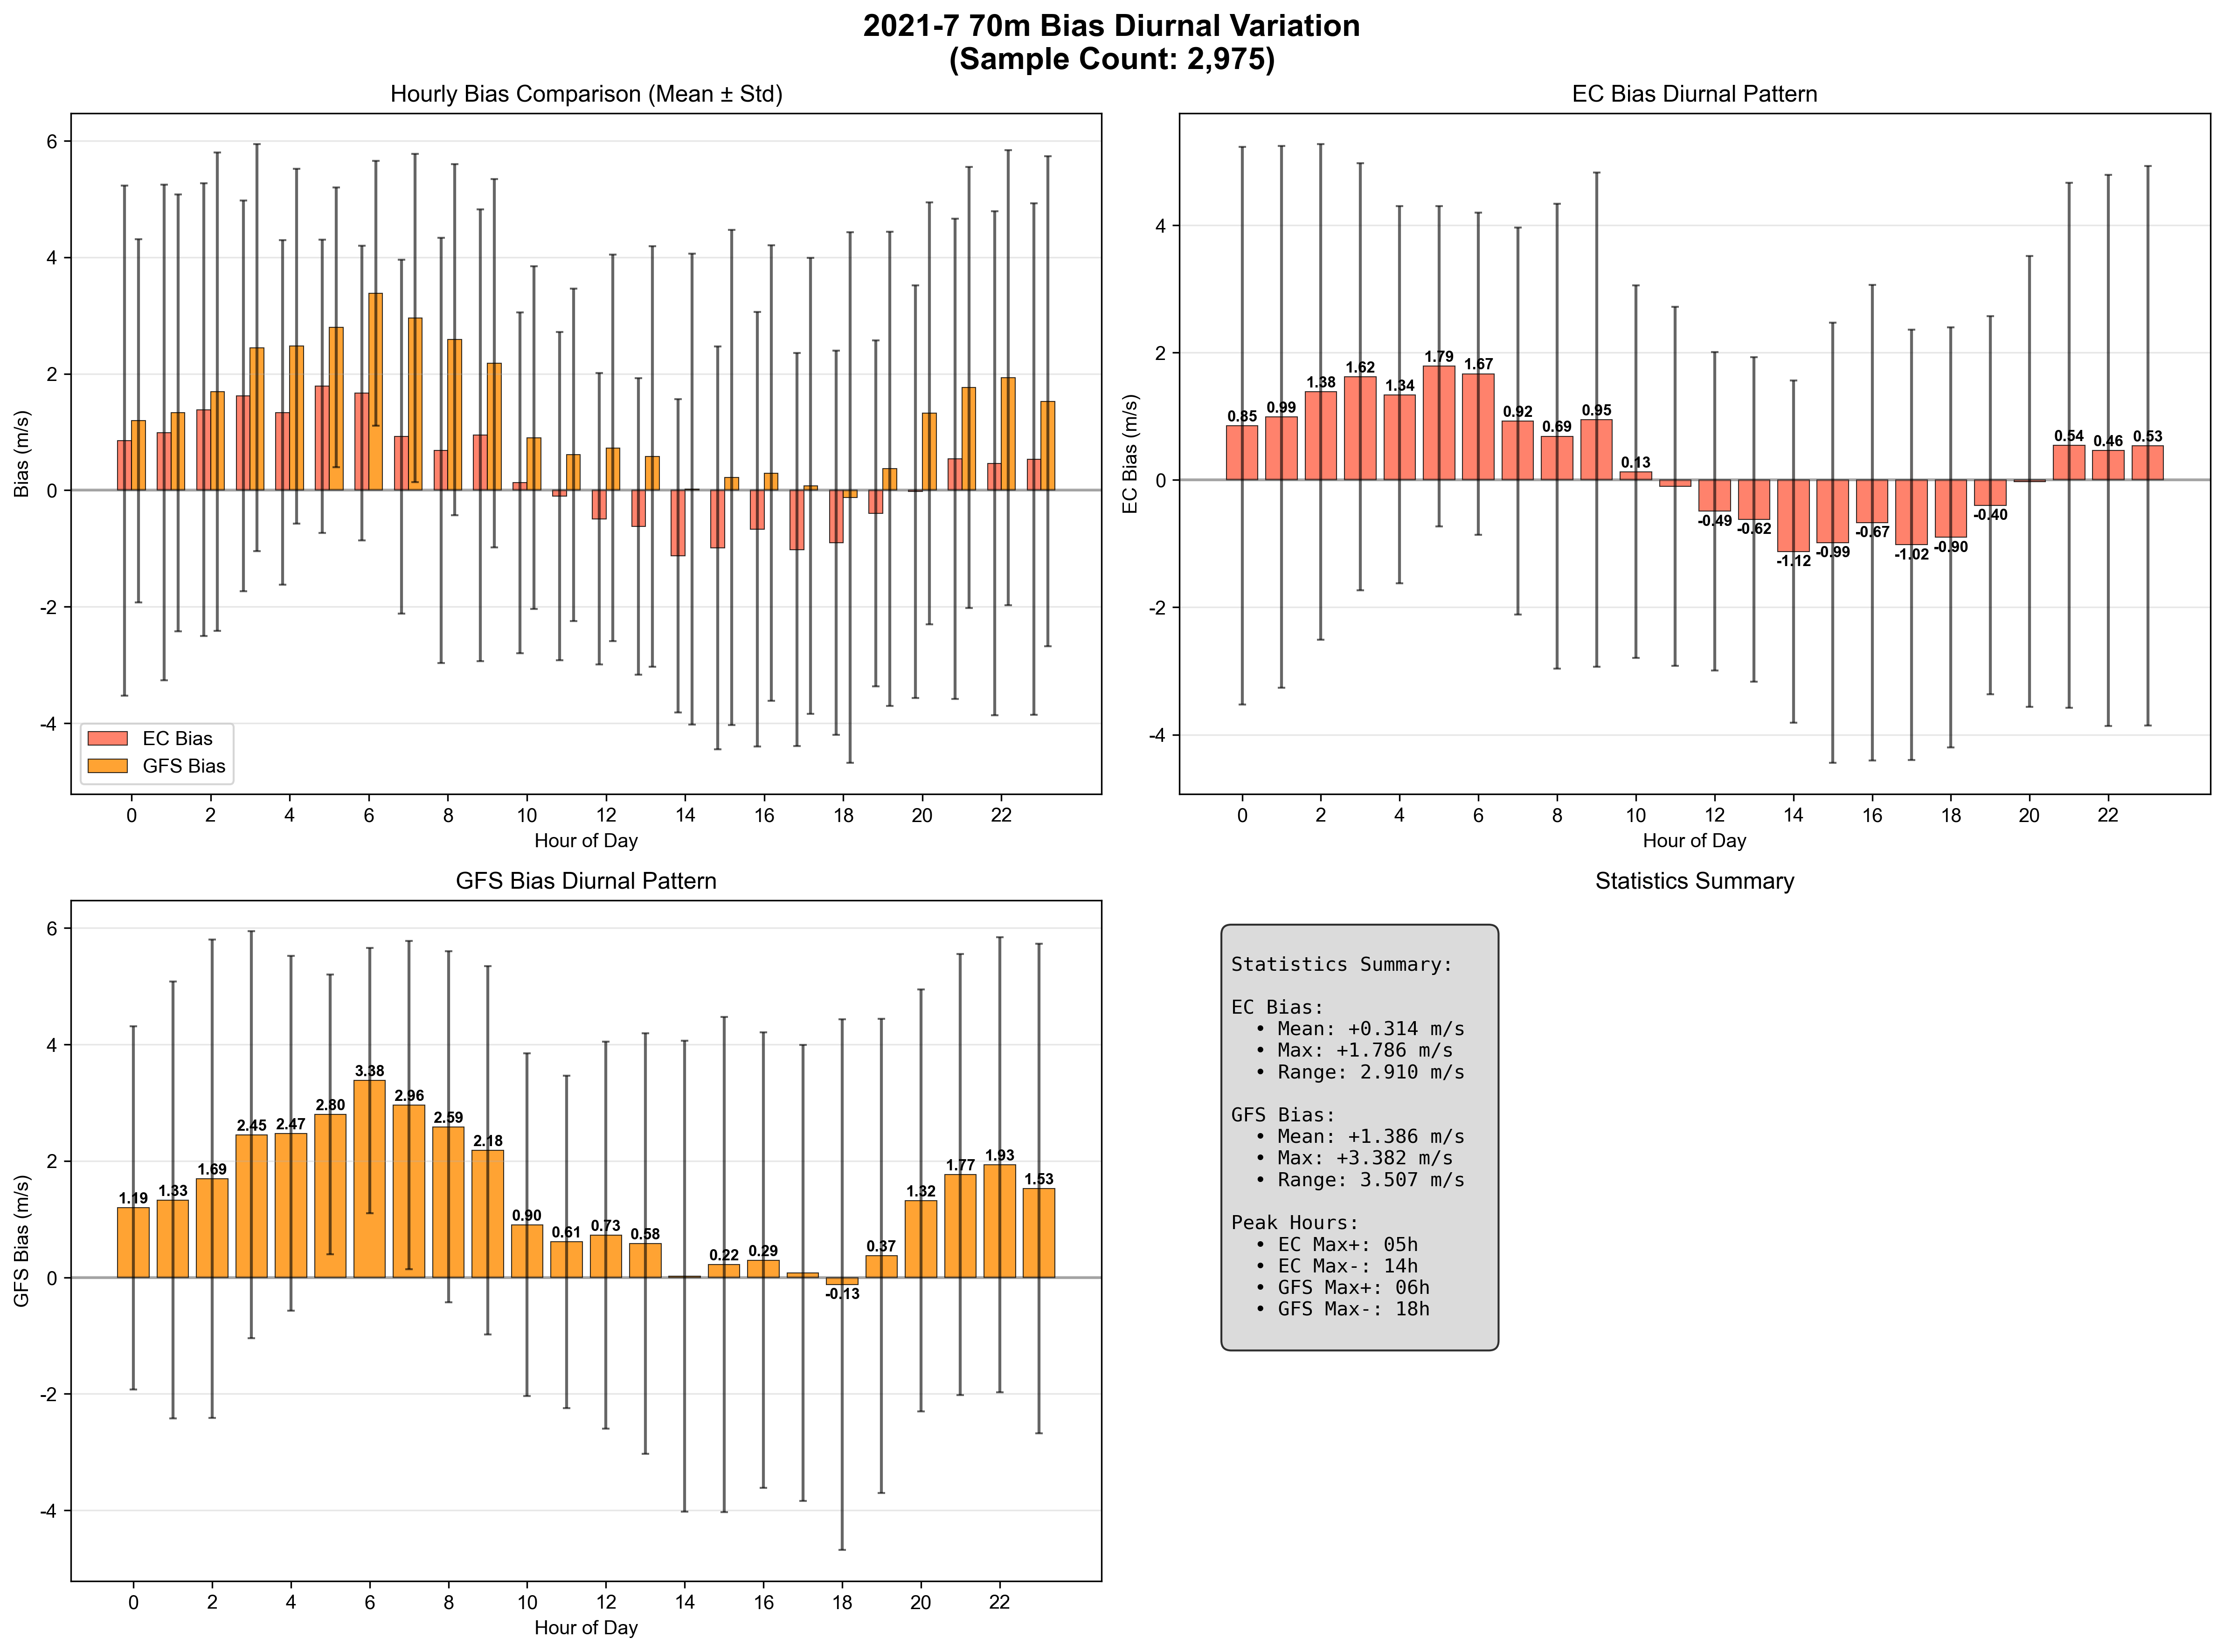 2021-7 70m Bias Diurnal Variation
(Sample Count: 2,975)
Hourly Bias Comparison (Mean ± Std)
Bias (m/s)
6
4
2
0
-2
-4
EC Bias
GFS Bias
0 2 4 6 8 10 12 14 16 18 20 22
Hour of Day
EC Bias Diurnal Pattern
EC Bias (m/s)
4
2
0
-2
-4
0.85 0.99 1.38 1.62 1.34 1.79 1.67 0.92 0.69 0.95 0.13 -0.49 -0.62 -1.12 -0.99 -0.67 -1.02 -0.90 -0.40 0.54 0.46 0.53
0 2 4 6 8 10 12 14 16 18 20 22
Hour of Day
GFS Bias Diurnal Pattern
GFS Bias (m/s)
6
4
2
0
-2
-4
1.19 1.33 1.69 2.45 2.47 2.80 3.38 2.96 2.59 2.18 0.90 0.61 0.73 0.58 0.22 0.29 -0.13 0.37 1.32 1.77 1.93 1.53
0 2 4 6 8 10 12 14 16 18 20 22
Hour of Day
Statistics Summary
Statistics Summary:
EC Bias:
• Mean: +0.314 m/s
• Max: +1.786 m/s
• Range: 2.910 m/s
GFS Bias:
• Mean: +1.386 m/s
• Max: +3.382 m/s
• Range: 3.507 m/s
Peak Hours:
• EC Max+: 05h
• EC Max-: 14h
• GFS Max+: 06h
• GFS Max-: 18h